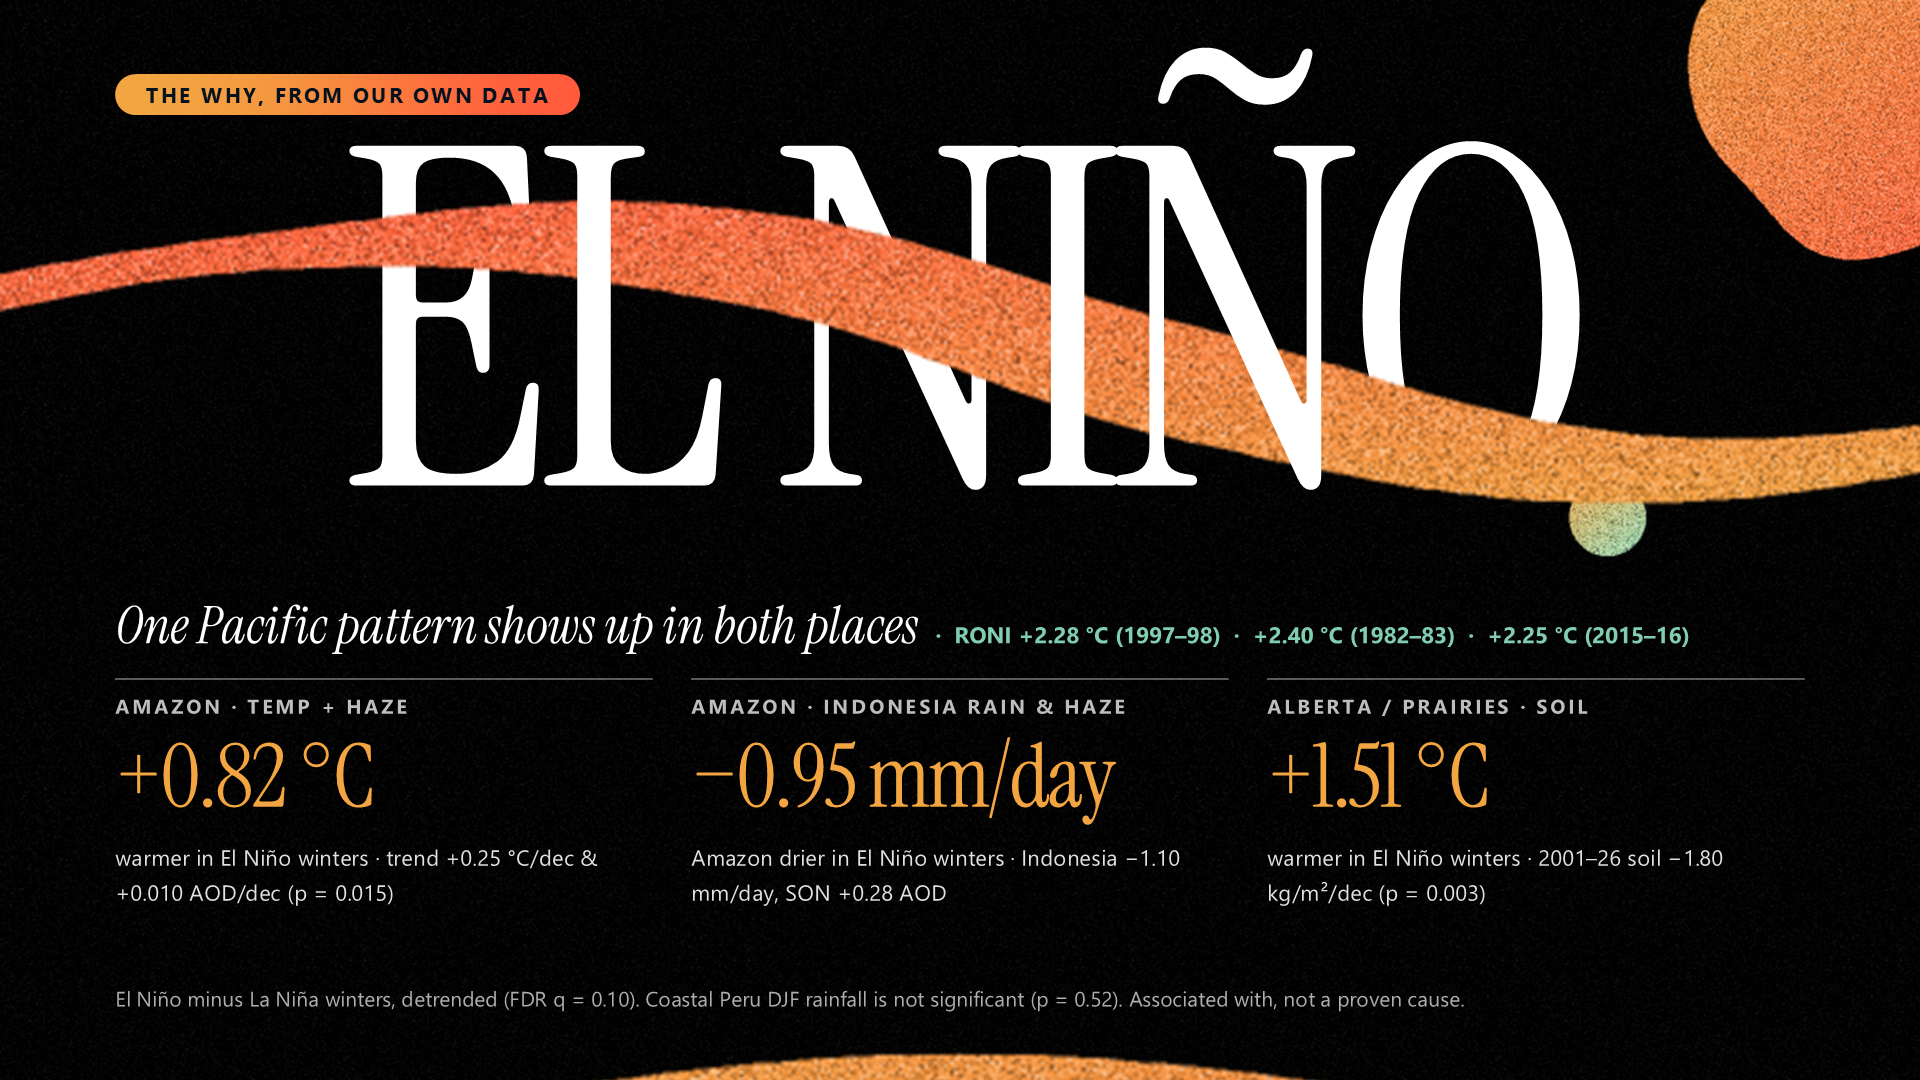 THE WHY, FROM OUR OWN DATA
EL NIÑO
One Pacific pattern shows up in both places · RONI +2.28 °C (1997–98) · +2.40 °C (1982–83) · +2.25 °C (2015–16)
AMAZON · TEMP + HAZE
+0.82 °C
warmer in El Niño winters · trend +0.25 °C/dec &
+0.010 AOD/dec (p = 0.015)
AMAZON · INDONESIA RAIN & HAZE
−0.95 mm/day
Amazon drier in El Niño winters · Indonesia −1.10
mm/day, SON +0.28 AOD
ALBERTA / PRAIRIES · SOIL
+1.51 °C
warmer in El Niño winters · 2001–26 soil −1.80
kg/m²/dec (p = 0.003)
El Niño minus La Niña winters, detrended (FDR q = 0.10). Coastal Peru DJF rainfall is not significant (p = 0.52). Associated with, not a proven cause.